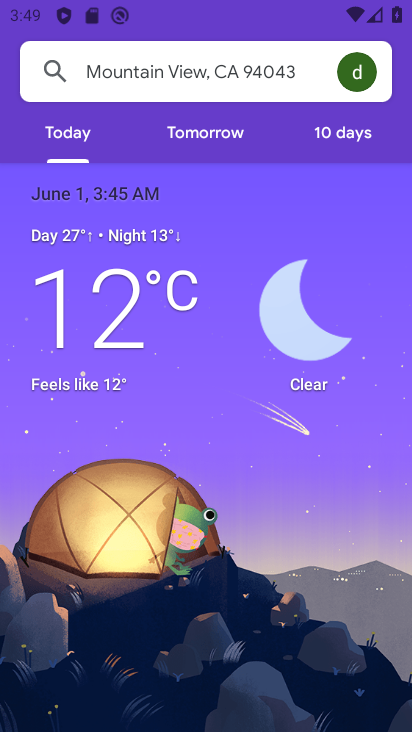 3:49
Mountain View, CA 94043
d
Today
Tomorrow
10 days
June 1, 3:45 AM
Day 27°↑ • Night 13°↓
12°C
Feels like 12°
Clear